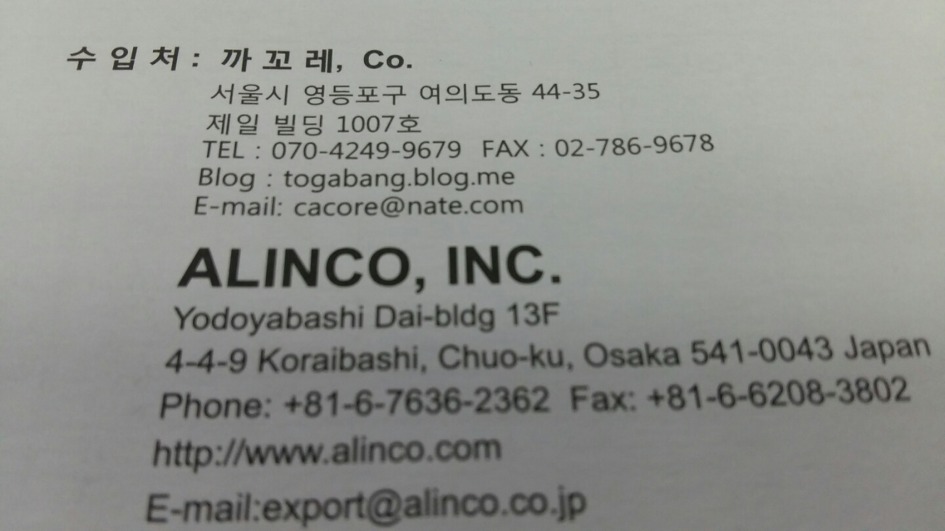 수 입 처 : 까 꼬 레, Co.
서울시 영등포구 여의도동 44-35
제일 빌딩 1007호
TEL : 070-4249-9679 FAX : 02-786-9678
Blog : togabang.blog.me
E-mail: cacore@nate.com
ALINCO, INC.
Yodoyabashi Dai-bldg 13F
4-4-9 Koraibashi, Chuo-ku, Osaka 541-0043 Japan
Phone: +81-6-7636-2362 Fax: +81-6-6208-3802
http://www.alinco.com
E-mail:export@alinco.co.jp